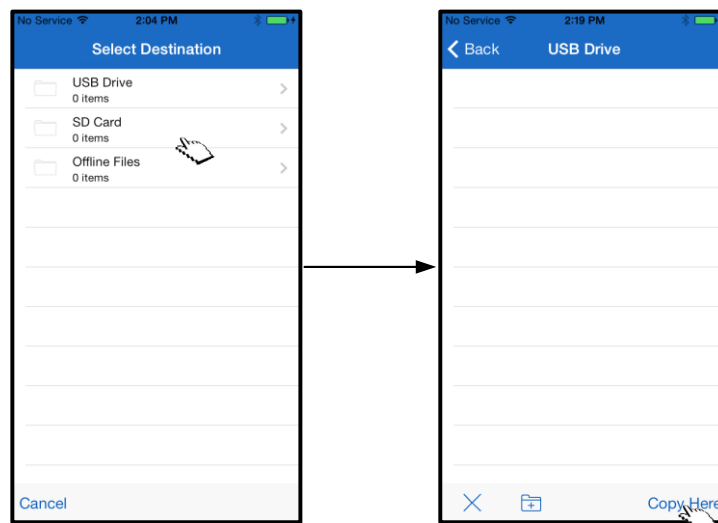 No Service 2:04 PM
Select Destination
USB Drive
0 items
SD Card
0 items
Offline Files
0 items
Cancel
No Service 2:19 PM
Back USB Drive
Copy Here